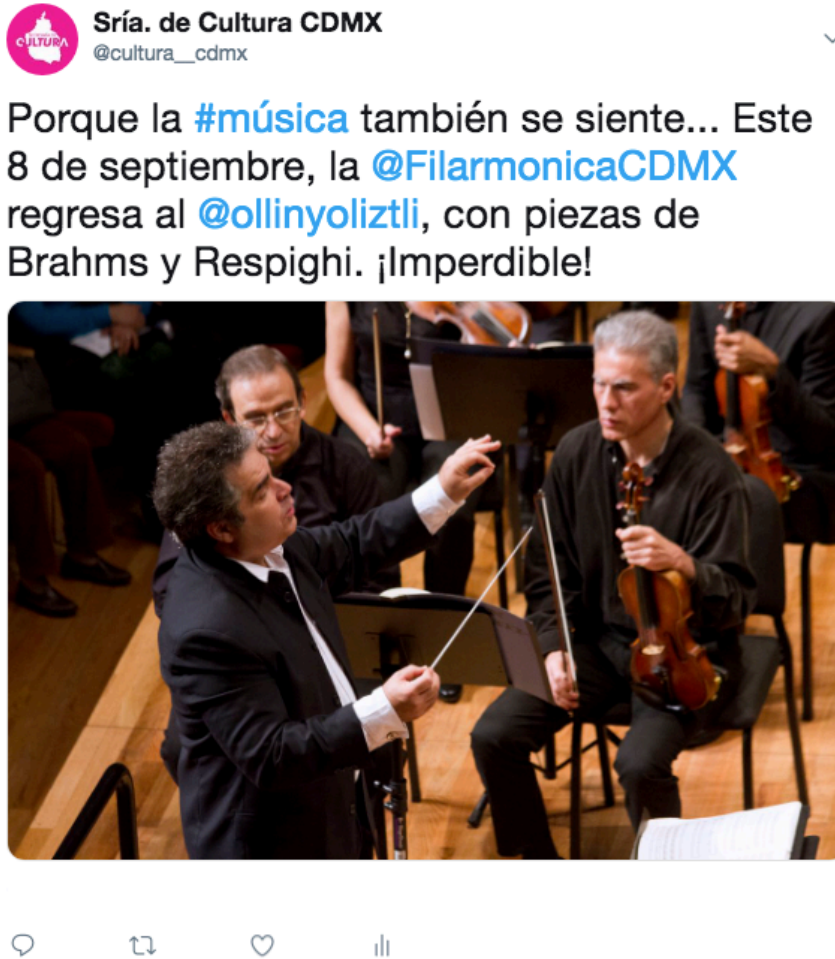 Sría. de Cultura CDMX
CULTURA
@cultura__cdmx
Porque la #música también se siente... Este
8 de septiembre, la @FilarmonicaCDMX
regresa al @ollinyoliztli, con piezas de
Brahms y Respighi. ¡Imperdible!